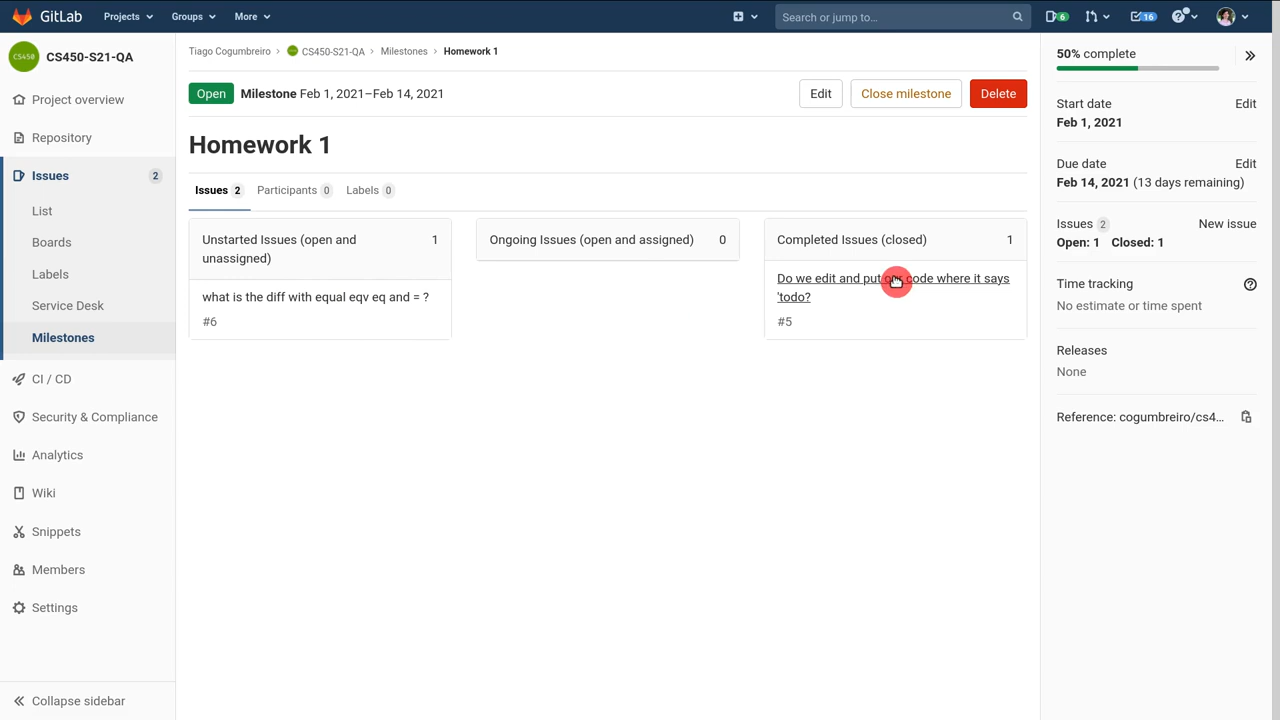 GitLab Projects Groups More Search or jump to... 6 16
CS450 CS450-S21-QA
Project overview
Repository
Issues 2
List
Boards
Labels
Service Desk
Milestones
CI / CD
Security & Compliance
Analytics
Wiki
Snippets
Members
Settings
Collapse sidebar
Tiago Cogumbreiro › CS450-S21-QA › Milestones › Homework 1
Open Milestone Feb 1, 2021–Feb 14, 2021 Edit Close milestone Delete
Homework 1
Issues 2 Participants 0 Labels 0
Unstarted Issues (open and
unassigned) 1
what is the diff with equal eqv eq and = ?
#6
Ongoing Issues (open and assigned) 0
Completed Issues (closed) 1
Do we edit and put our code where it says
'todo?
#5
50% complete
Start date Edit
Feb 1, 2021
Due date Edit
Feb 14, 2021 (13 days remaining)
Issues 2 New issue
Open: 1 Closed: 1
Time tracking
No estimate or time spent
Releases
None
Reference: cogumbreiro/cs4...